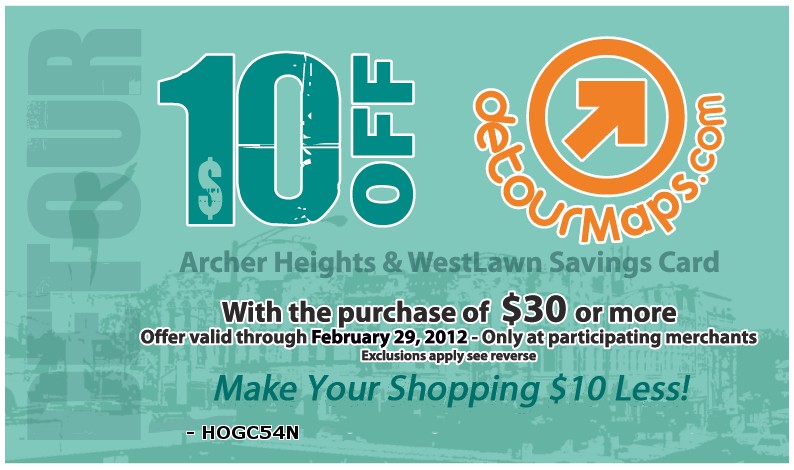 DETOUR
$10 OFF
detourMaps.com
Archer Heights & WestLawn Savings Card
With the purchase of $30 or more
Offer valid through February 29, 2012 - Only at participating merchants
Exclusions apply see reverse
Make Your Shopping $10 Less!
- HOGC54N